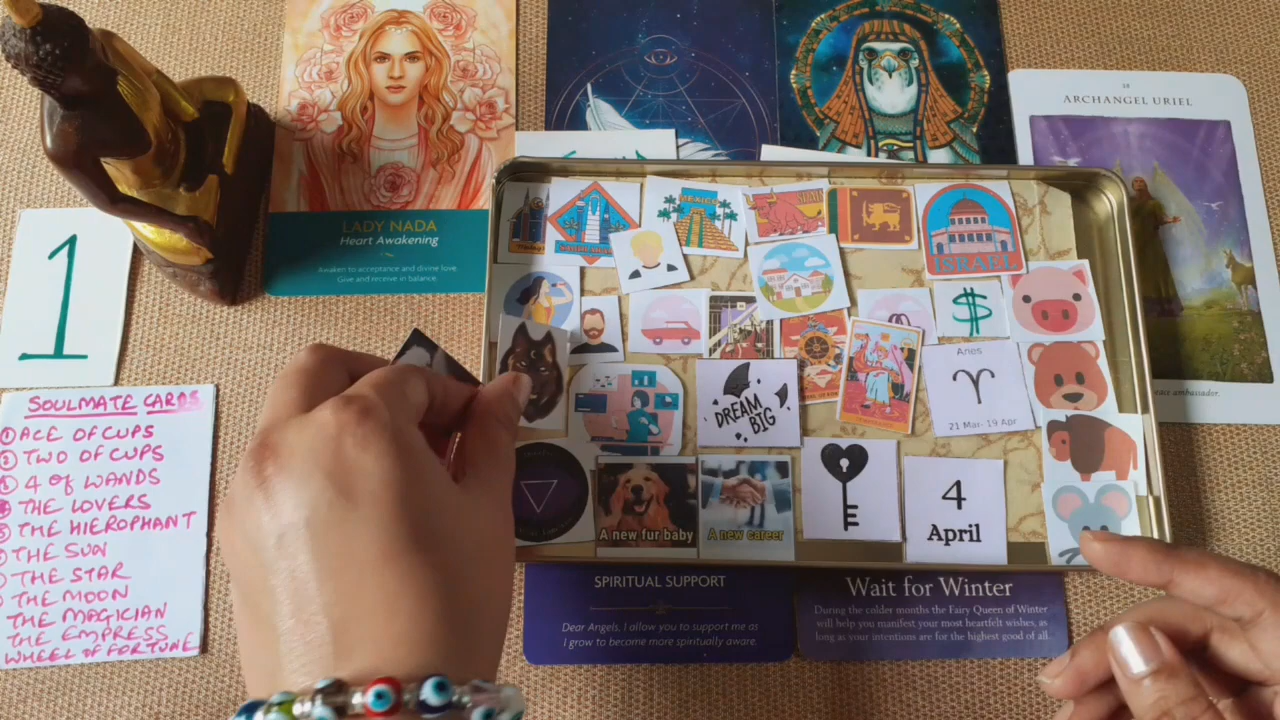 1
SOULMATE CARDS
① ACE OF CUPS
② TWO OF CUPS
4 OF WANDS
THE LOVERS
⑤ THE HIEROPHANT
THE SUN
THE STAR
THE MOON
THE MAGICIAN
THE EMPRESS
WHEEL OF FORTUNE
LADY NADA
Heart Awakening
Awaken to acceptance and divine love.
Give and receive in balance.
ARCHANGEL URIEL
ambassador.
MEXICO
ISRAEL
$
Aries
21 Mar- 19 Apr
DREAM
BIG
A new fur baby
A new career
4
April
SPIRITUAL SUPPORT
Dear Angels, I allow you to support me as
I grow to become more spiritually aware.
Wait for Winter
During the colder months the Fairy Queen of Winter
will help you manifest your most heartfelt wishes, as
long as your intentions are for the highest good of all.